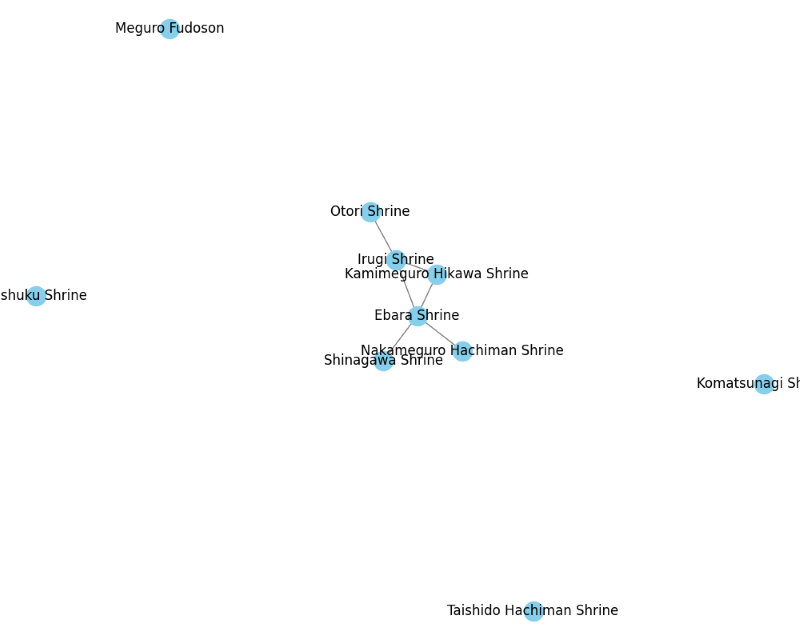 Meguro Fudoson
Otori Shrine
Irugi Shrine
Kamimeguro Hikawa Shrine
shuku Shrine
Ebara Shrine
Nakameguro Hachiman Shrine
Shinagawa Shrine
Komatsunagi Sh
Taishido Hachiman Shrine